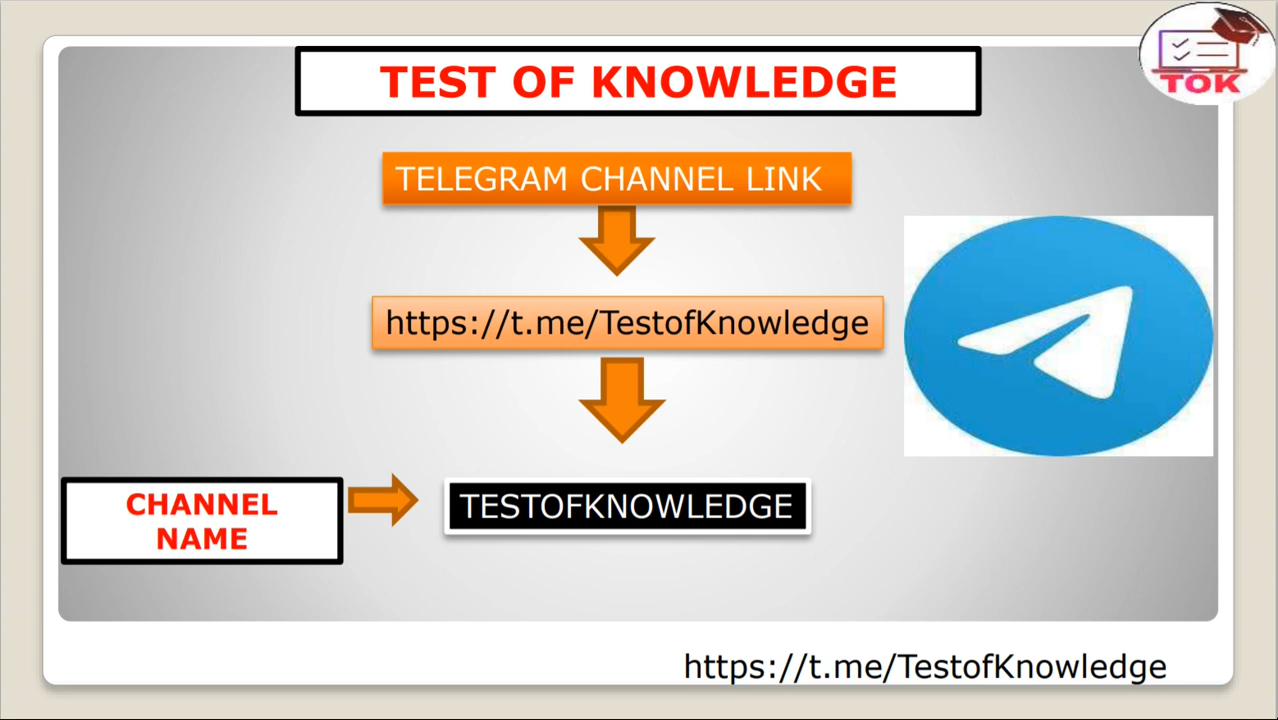 TEST OF KNOWLEDGE
TOK
TELEGRAM CHANNEL LINK
https://t.me/TestofKnowledge
CHANNEL
NAME
TESTOFKNOWLEDGE
https://t.me/TestofKnowledge